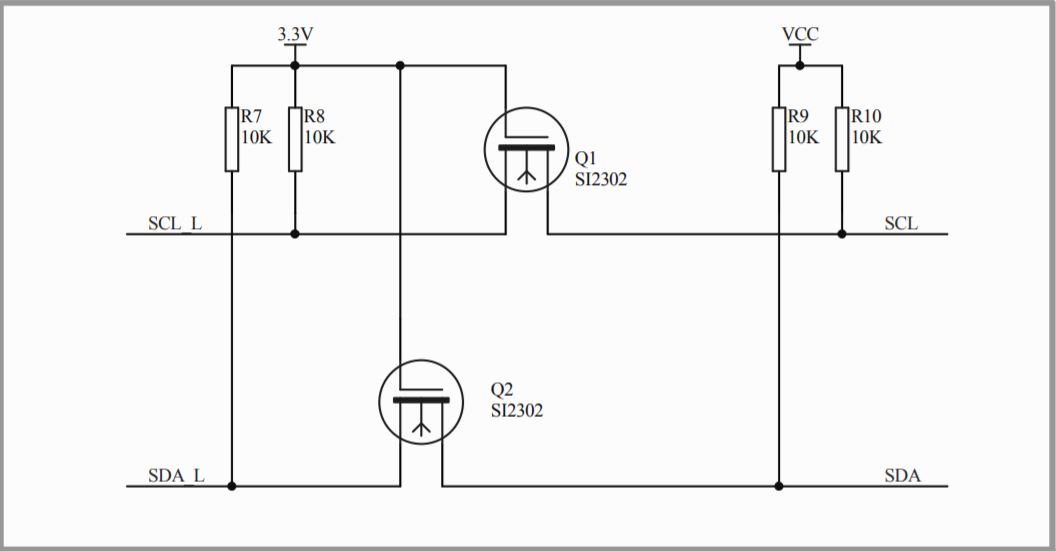 3.3V
VCC
R7
10K
R8
10K
Q1
SI2302
R9
10K
R10
10K
SCL_L
SCL
Q2
SI2302
SDA_L
SDA